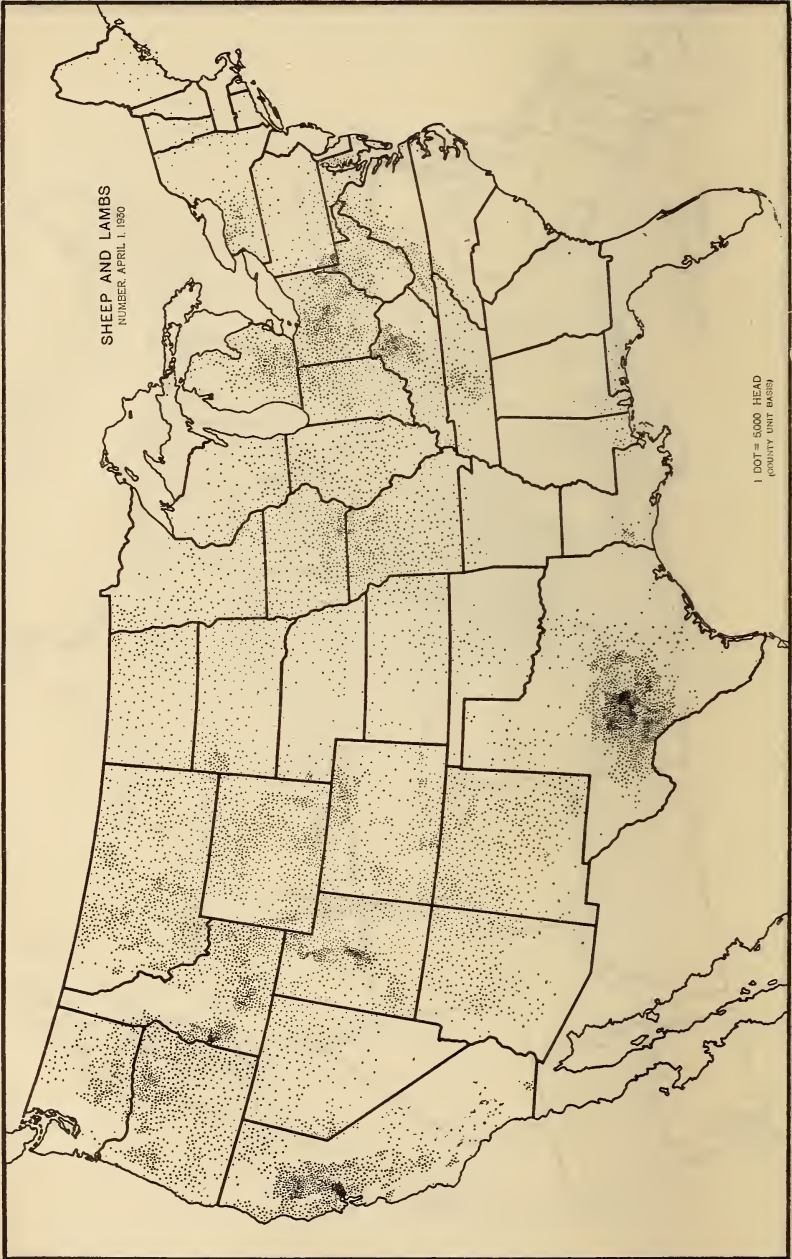 SHEEP AND LAMBS
NUMBER, APRIL 1, 1930
1 DOT = 5,000 HEAD
(COUNTY UNIT BASIS)